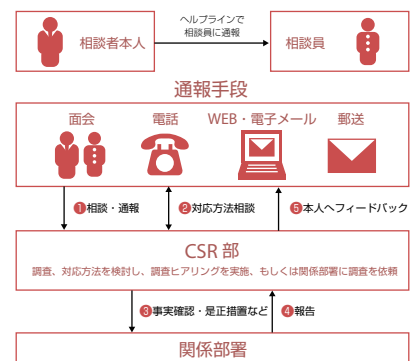 ヘルプラインで
相談員に通報
相談者本人
相談員
通報手段
面会
電話
WEB・電子メール
郵送
❶相談・通報
❷対応方法相談
❺本人へフィードバック
CSR 部
調査、対応方法を検討し、調査ヒアリングを実施、もしくは関係部署に調査を依頼
❸事実確認・是正措置など
❹報告
関係部署